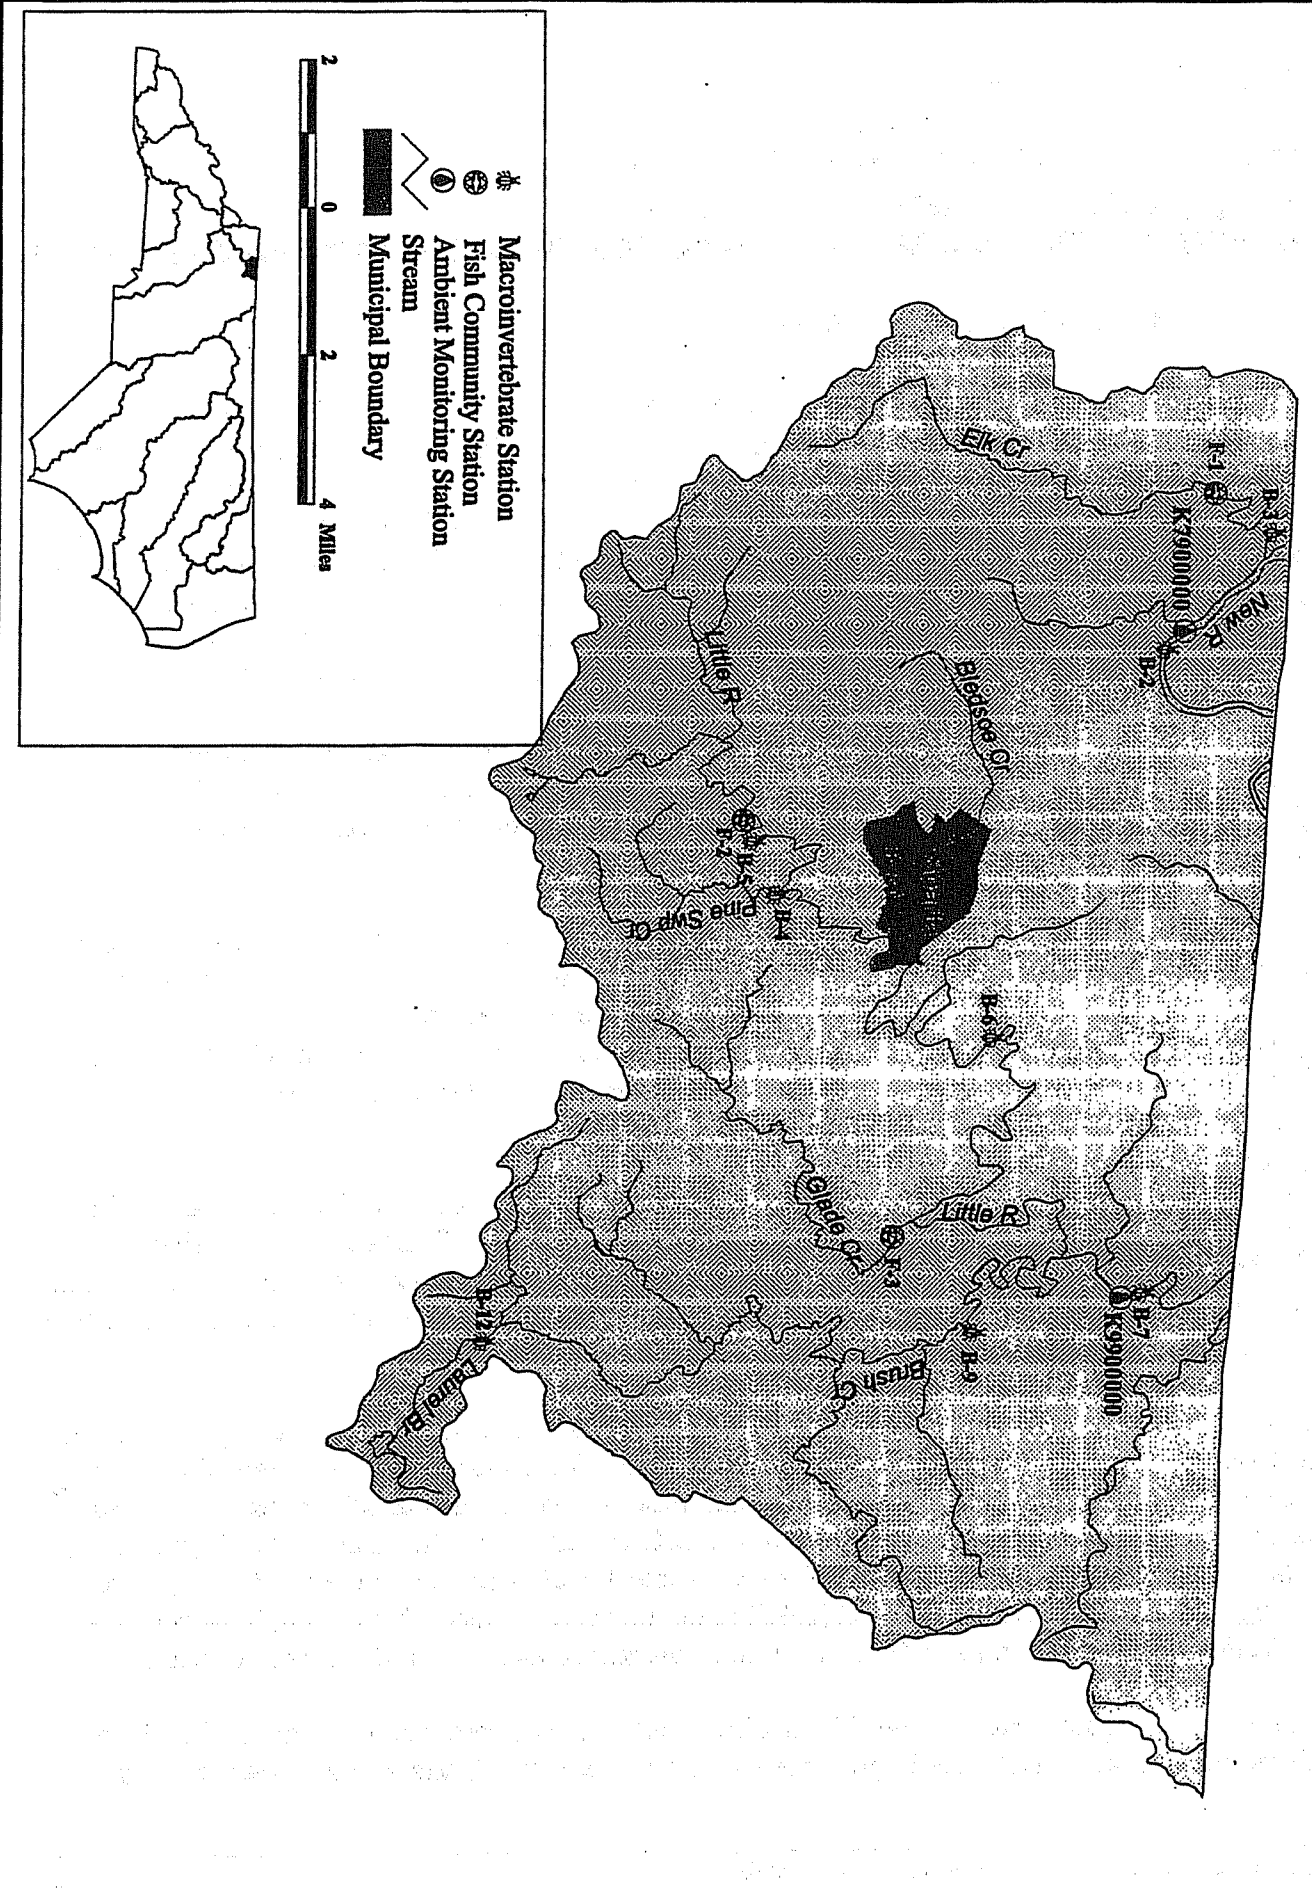 Macroinvertebrate Station
Fish Community Station
Ambient Monitoring Station
Stream
Municipal Boundary
2 0 2 4 Miles
B-3
F-1
K7900000
New R
B-2
Elk Cr
Bledsoe Cr
Little R
F-2
B-5
B-4
Pine Swp Cr
B-6
Little R
Glade Cr
F-3
B-7
K9900000
B-9
Brush C
B-12
Laurel Br